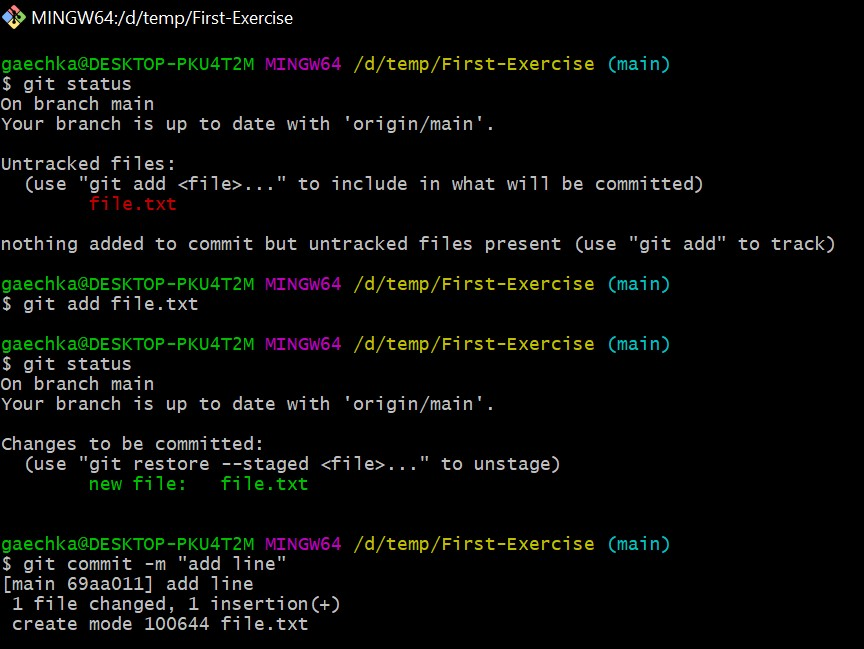 MINGW64:/d/temp/First-Exercise
gaechka@DESKTOP-PKU4T2M MINGW64 /d/temp/First-Exercise (main)
$ git status
On branch main
Your branch is up to date with 'origin/main'.
Untracked files:
  (use "git add <file>..." to include in what will be committed)
        file.txt
nothing added to commit but untracked files present (use "git add" to track)
gaechka@DESKTOP-PKU4T2M MINGW64 /d/temp/First-Exercise (main)
$ git add file.txt
gaechka@DESKTOP-PKU4T2M MINGW64 /d/temp/First-Exercise (main)
$ git status
On branch main
Your branch is up to date with 'origin/main'.
Changes to be committed:
  (use "git restore --staged <file>..." to unstage)
        new file:   file.txt
gaechka@DESKTOP-PKU4T2M MINGW64 /d/temp/First-Exercise (main)
$ git commit -m "add line"
[main 69aa011] add line
 1 file changed, 1 insertion(+)
 create mode 100644 file.txt